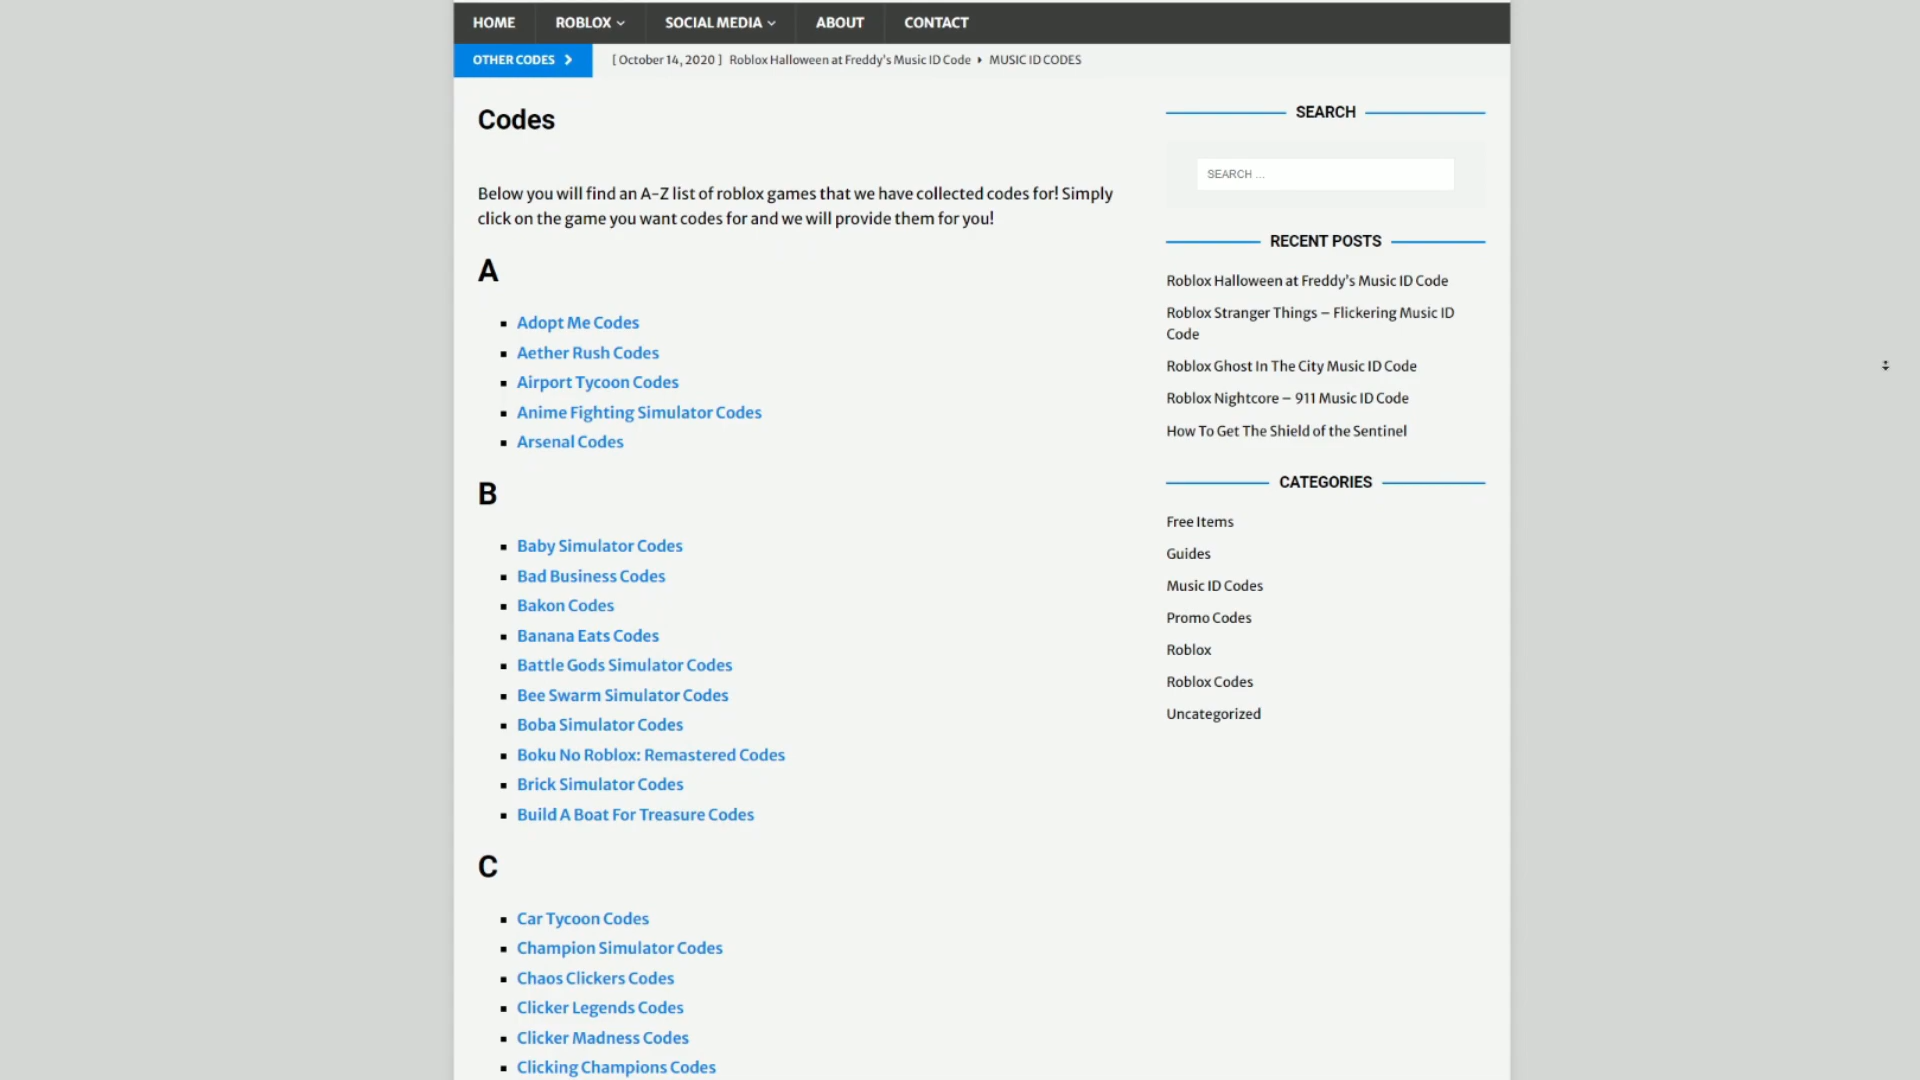 HOME ROBLOX SOCIAL MEDIA ABOUT CONTACT
OTHER CODES [ October 14, 2020 ] Roblox Halloween at Freddy's Music ID Code MUSIC ID CODES
Codes
Below you will find an A-Z list of roblox games that we have collected codes for! Simply
click on the game you want codes for and we will provide them for you!
A
Adopt Me Codes
Aether Rush Codes
Airport Tycoon Codes
Anime Fighting Simulator Codes
Arsenal Codes
B
Baby Simulator Codes
Bad Business Codes
Bakon Codes
Banana Eats Codes
Battle Gods Simulator Codes
Bee Swarm Simulator Codes
Boba Simulator Codes
Boku No Roblox: Remastered Codes
Brick Simulator Codes
Build A Boat For Treasure Codes
C
Car Tycoon Codes
Champion Simulator Codes
Chaos Clickers Codes
Clicker Legends Codes
Clicker Madness Codes
Clicking Champions Codes
SEARCH
SEARCH ...
RECENT POSTS
Roblox Halloween at Freddy's Music ID Code
Roblox Stranger Things – Flickering Music ID
Code
Roblox Ghost In The City Music ID Code
Roblox Nightcore – 911 Music ID Code
How To Get The Shield of the Sentinel
CATEGORIES
Free Items
Guides
Music ID Codes
Promo Codes
Roblox
Roblox Codes
Uncategorized